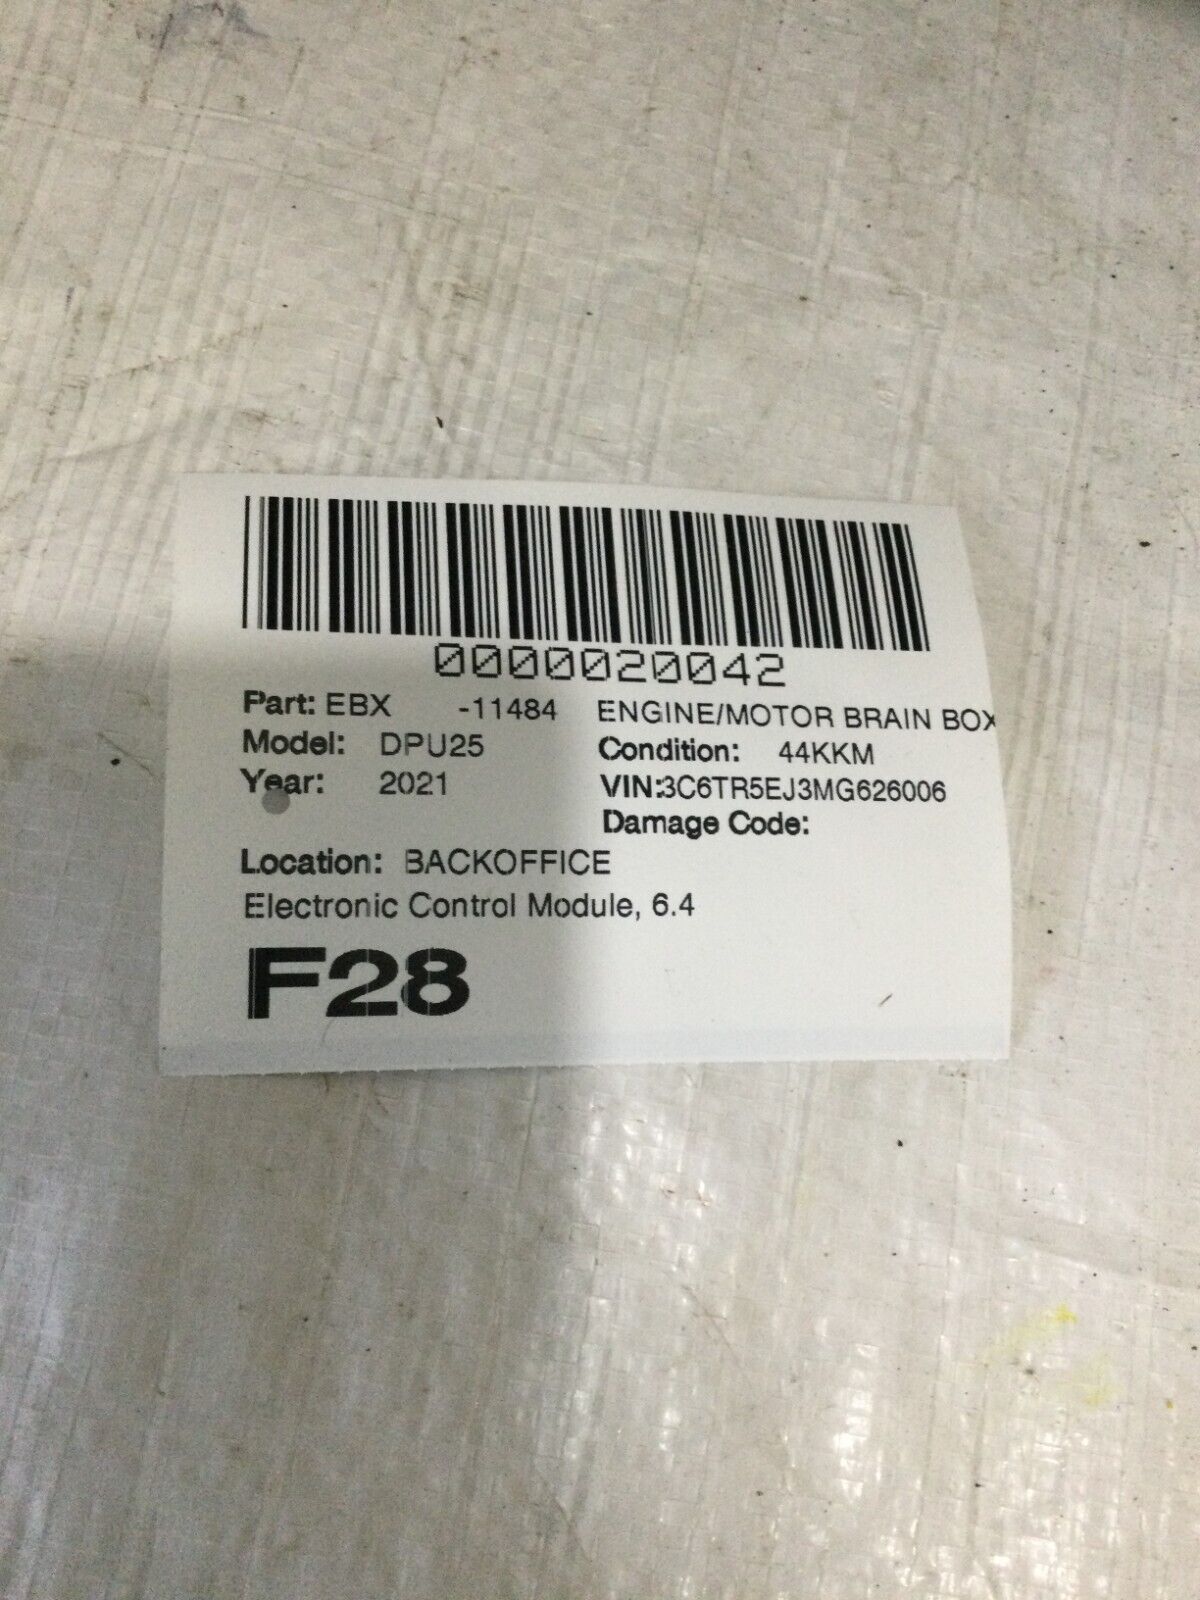 0000020042
Part: EBX -11484 ENGINE/MOTOR BRAIN BOX
Model: DPU25 Condition: 44KKM
Year: 2021 VIN:3C6TR5EJ3MG626006
Damage Code:
Location: BACKOFFICE
Electronic Control Module, 6.4
F28